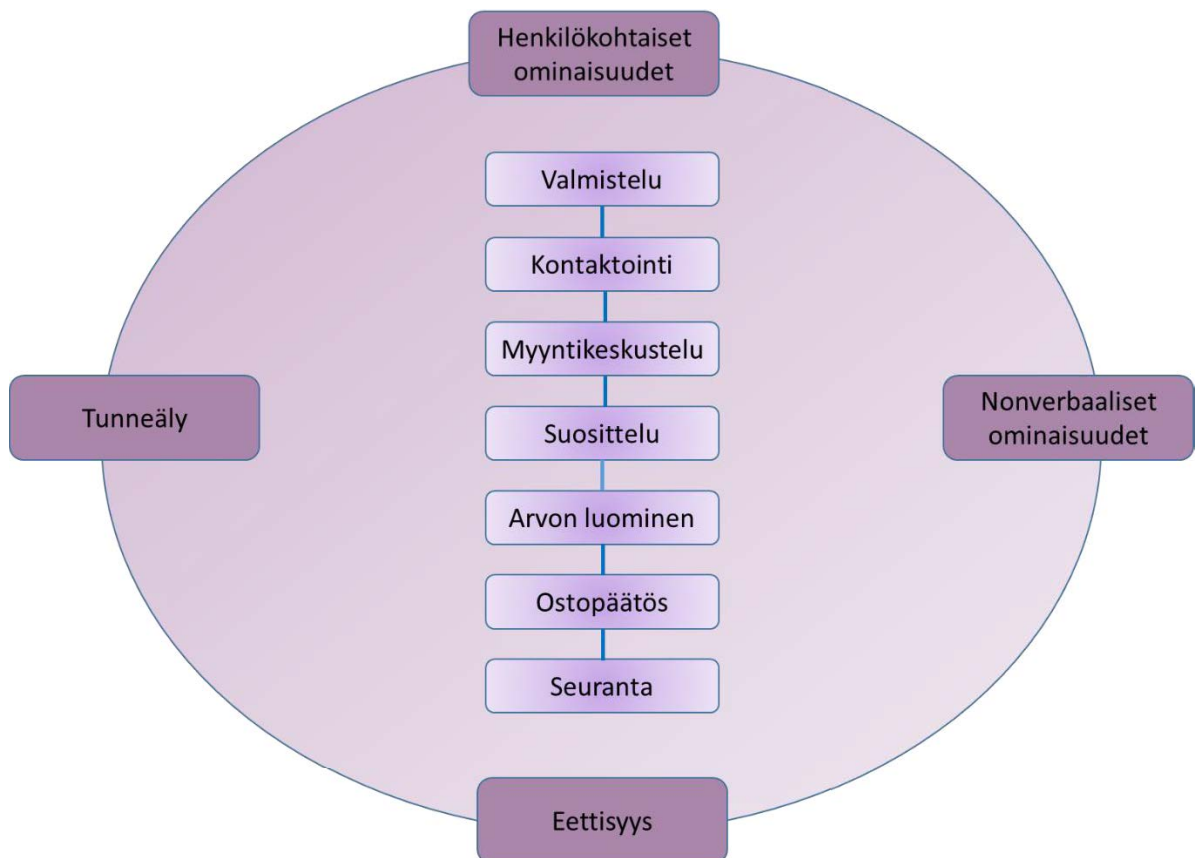 Henkilökohtaiset
ominaisuudet
Valmistelu
Kontaktointi
Myyntikeskustelu
Tunneäly
Nonverbaaliset
ominaisuudet
Suosittelu
Arvon luominen
Ostopäätös
Seuranta
Eettisyys